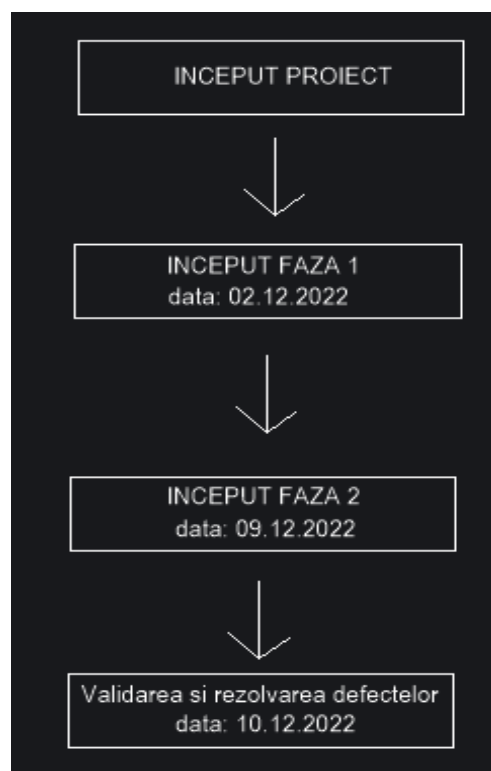 INCEPUT PROIECT
INCEPUT FAZA 1
data: 02.12.2022
INCEPUT FAZA 2
data: 09.12.2022
Validarea si rezolvarea defectelor
data: 10.12.2022